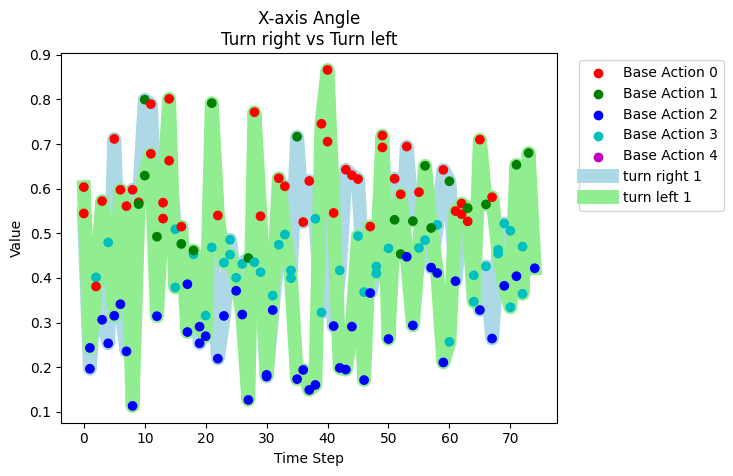 X-axis Angle
Turn right vs Turn left
Value
0.9
0.8
0.7
0.6
0.5
0.4
0.3
0.2
0.1
0 10 20 30 40 50 60 70
Time Step
Base Action 0
Base Action 1
Base Action 2
Base Action 3
Base Action 4
turn right 1
turn left 1